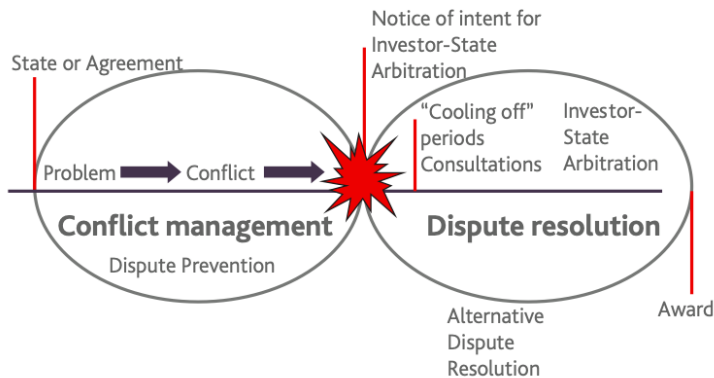 Notice of intent for
Investor-State
Arbitration
State or Agreement
“Cooling off”
periods
Consultations
Investor-
State
Arbitration
Problem
Conflict
Conflict management
Dispute resolution
Dispute Prevention
Award
Alternative
Dispute
Resolution